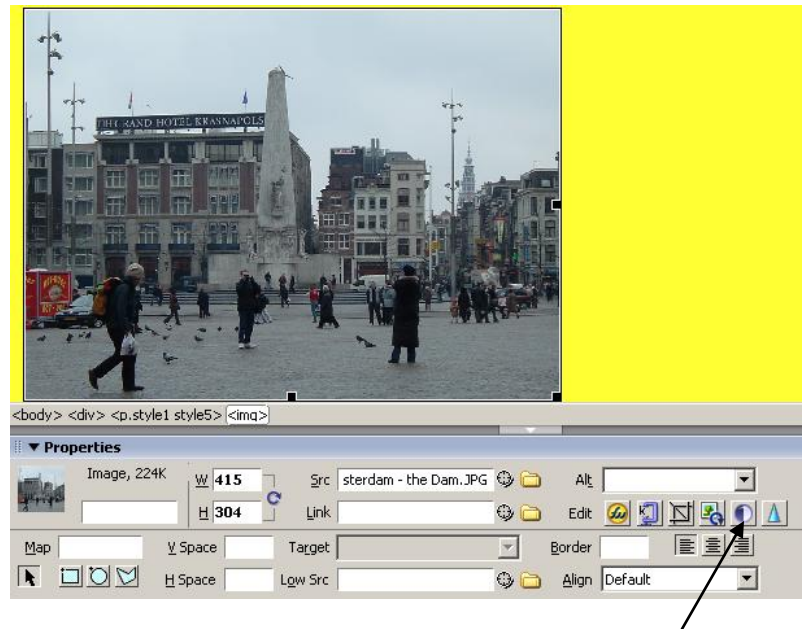 GRAND HOTEL KRASNAPOLS
<body> <div> <p.style1 style5> <img>
Properties
Image, 224K
W 415
Src sterdam - the Dam.JPG
Alt
H 304
Link
Edit
Map
V Space
Target
Border
H Space
Low Src
Align Default